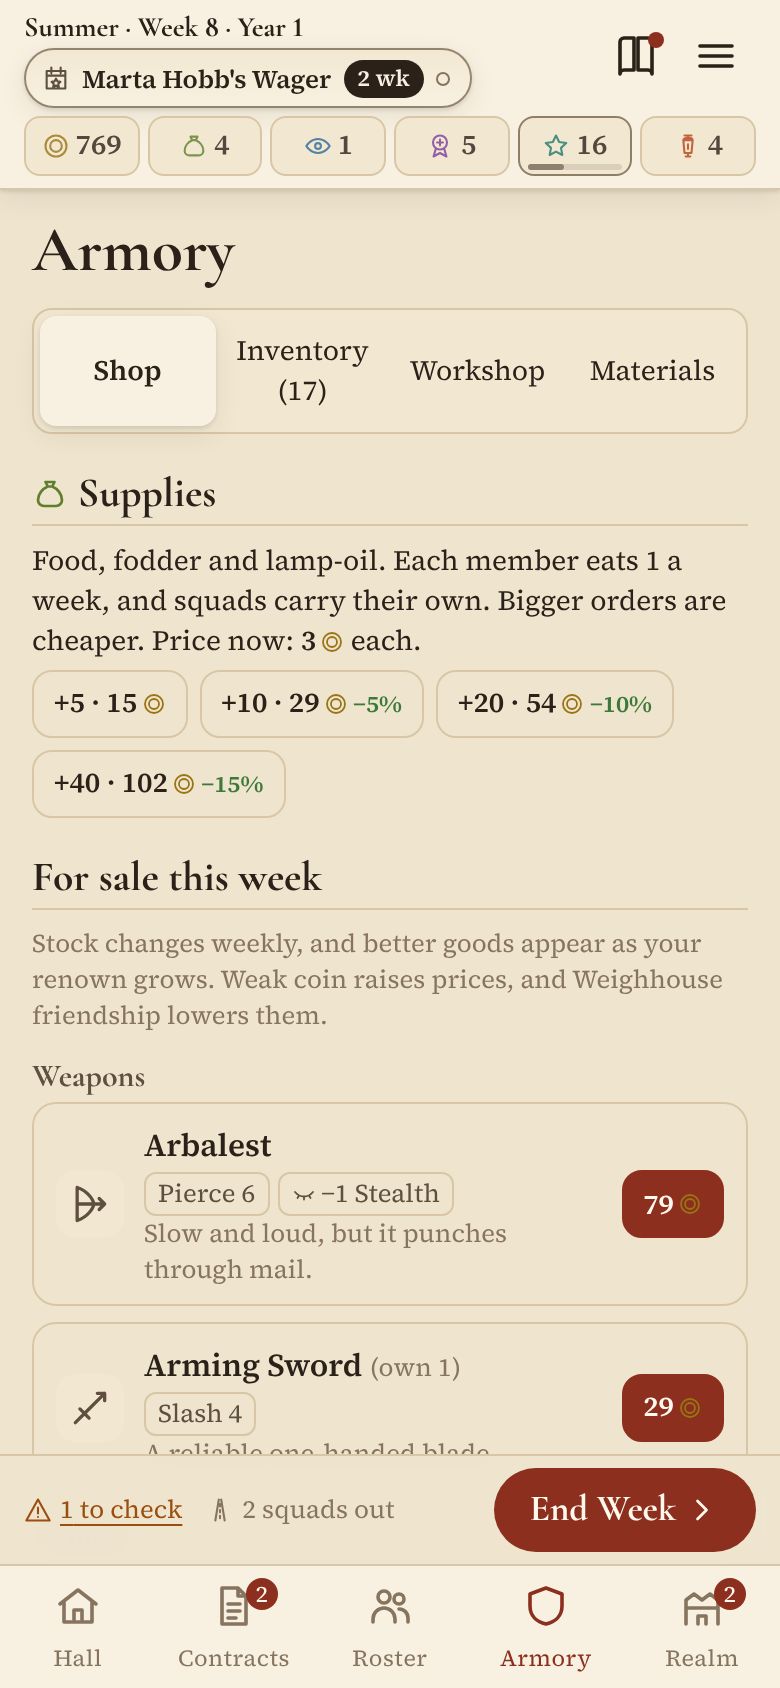 Summer · Week 8 · Year 1
Marta Hobb's Wager 2 wk
769 4 1 5 16 4
Armory
Shop Inventory (17) Workshop Materials
Supplies
Food, fodder and lamp-oil. Each member eats 1 a
week, and squads carry their own. Bigger orders are
cheaper. Price now: 3 each.
+5 · 15 +10 · 29 −5% +20 · 54 −10%
+40 · 102 −15%
For sale this week
Stock changes weekly, and better goods appear as your
renown grows. Weak coin raises prices, and Weighhouse
friendship lowers them.
Weapons
Arbalest
Pierce 6 −1 Stealth
79
Slow and loud, but it punches
through mail.
Arming Sword (own 1)
Slash 4
29
A reliable one-handed blade
1 to check 2 squads out End Week
2 2
Hall Contracts Roster Armory Realm